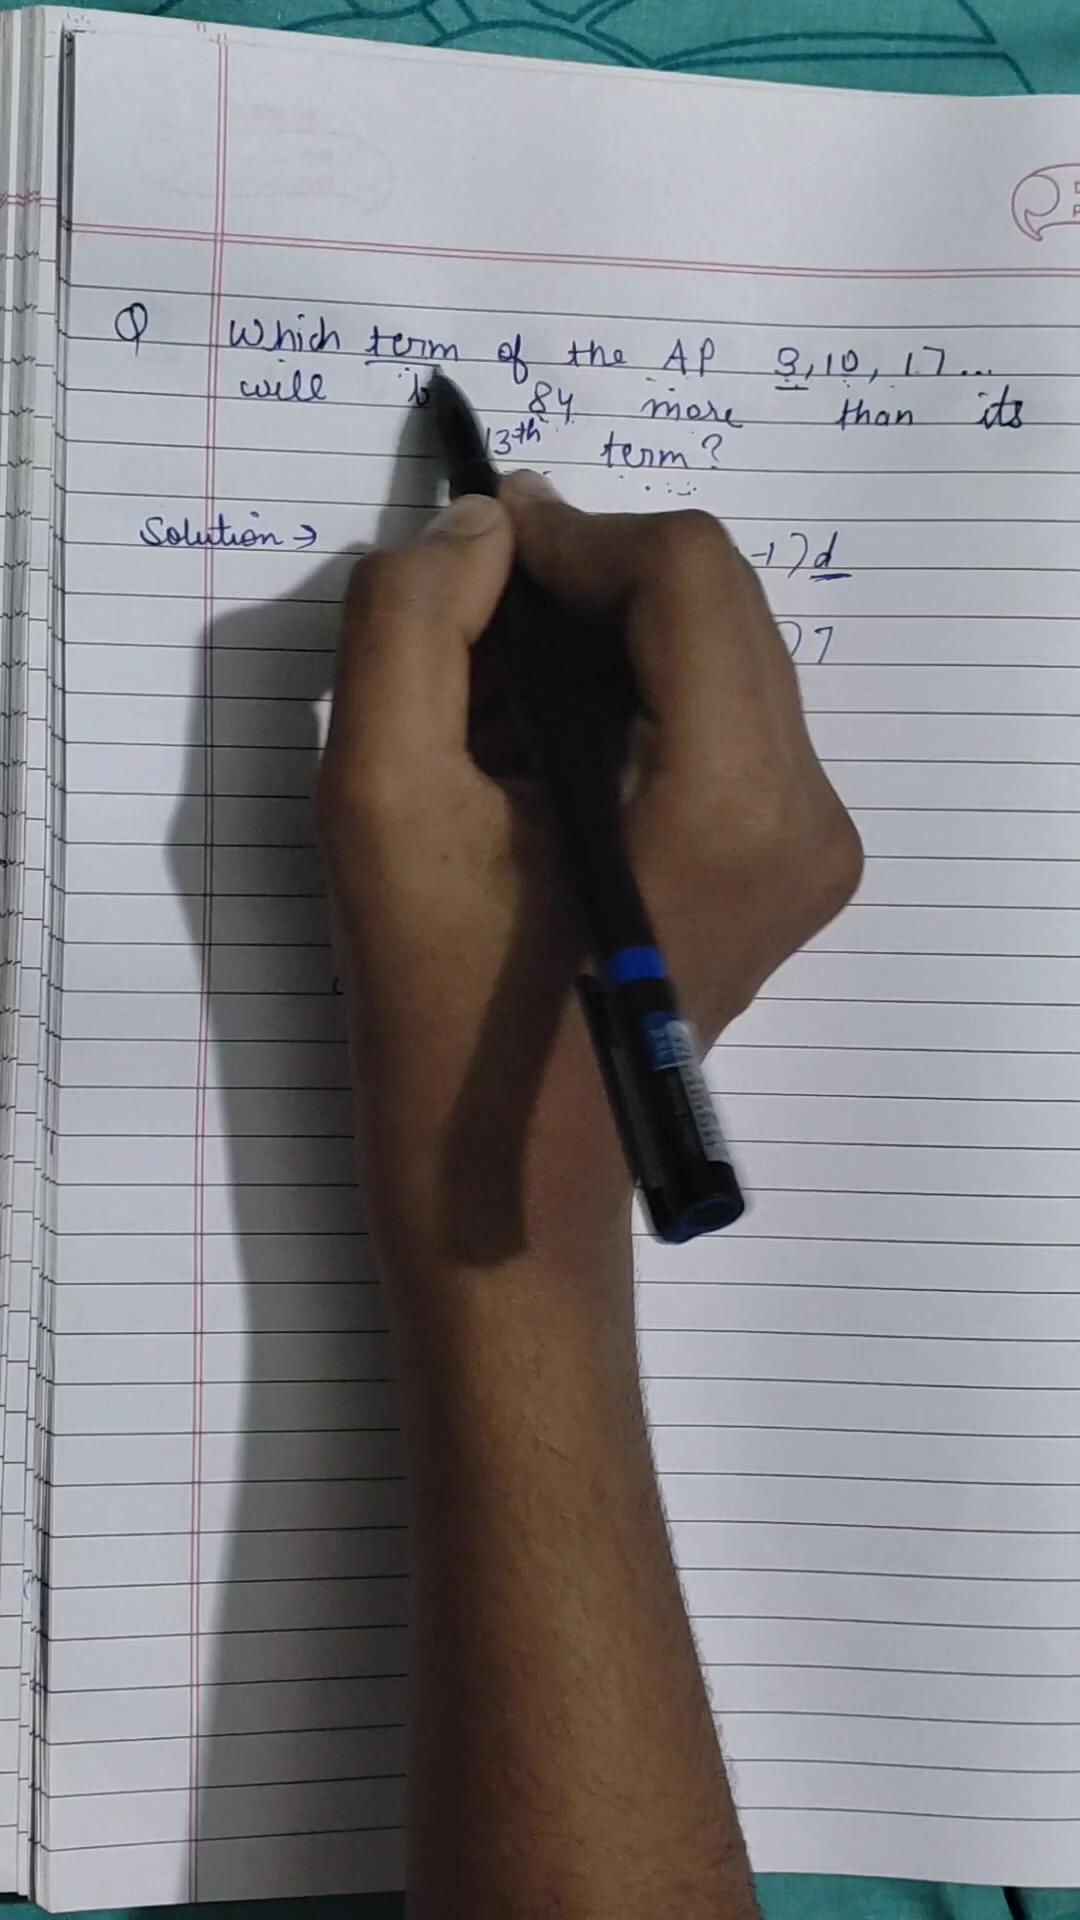 Q Which term of the AP 3, 10, 17...
will 84 more than its
13th term?
Solution → -1)d
)7